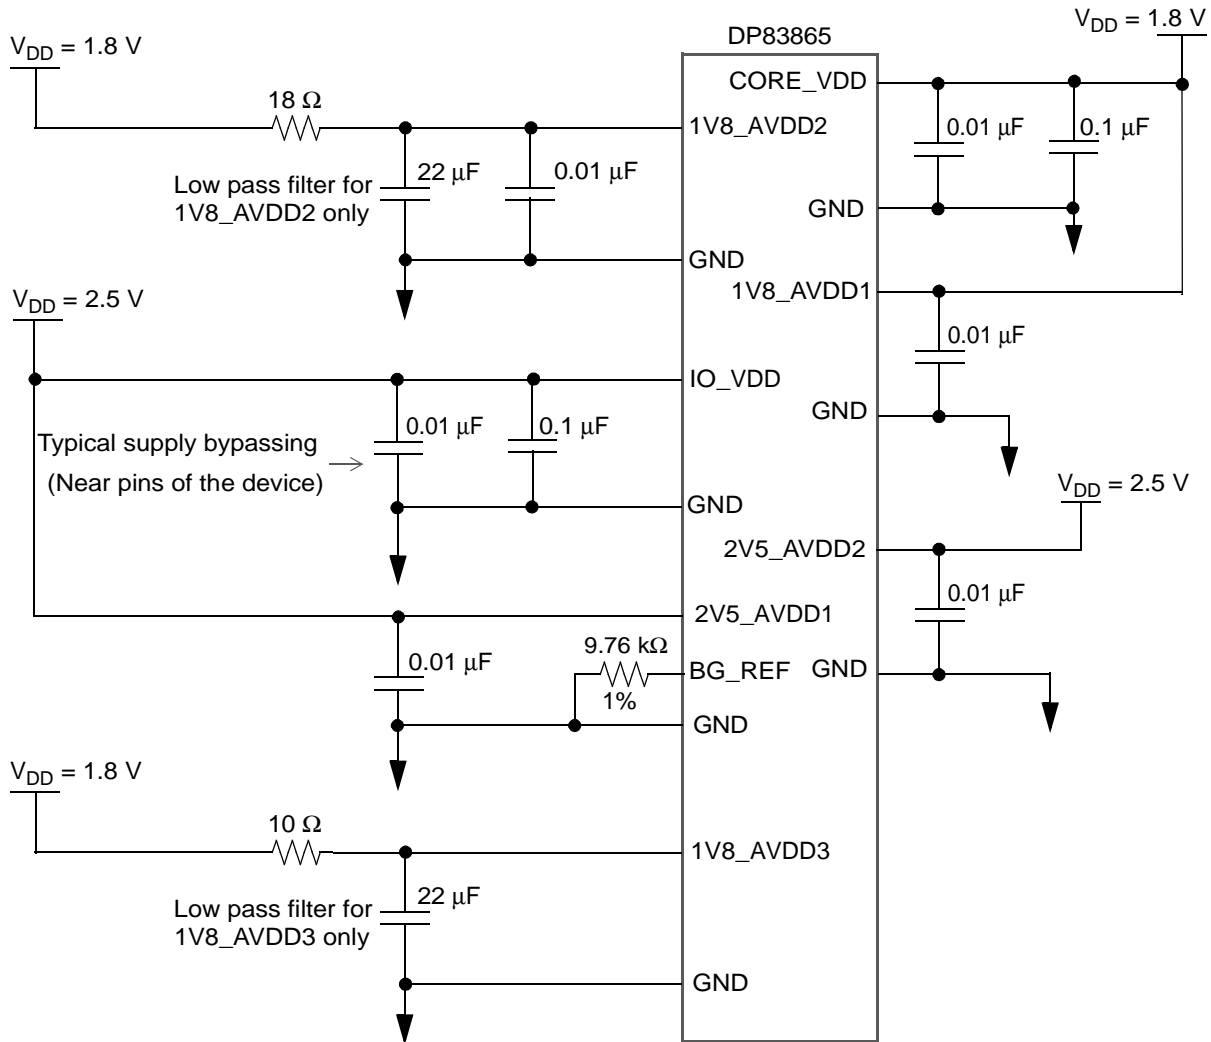 DP83865
V_DD = 1.8 V
18 Ω
1V8_AVDD2
22 μF
0.01 μF
Low pass filter for
1V8_AVDD2 only
GND
V_DD = 2.5 V
IO_VDD
0.01 μF
0.1 μF
Typical supply bypassing
(Near pins of the device)
GND
2V5_AVDD1
0.01 μF
9.76 kΩ
1%
BG_REF
GND
V_DD = 1.8 V
10 Ω
1V8_AVDD3
22 μF
Low pass filter for
1V8_AVDD3 only
GND
V_DD = 1.8 V
CORE_VDD
0.01 μF
0.1 μF
GND
1V8_AVDD1
0.01 μF
GND
V_DD = 2.5 V
2V5_AVDD2
0.01 μF
GND